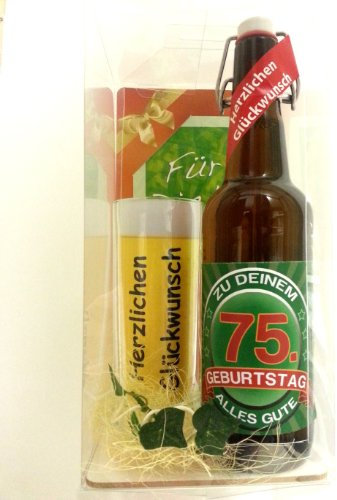 Herzlichen
Glückwunsch
Für
Herzlichen
Glückwunsch
ZU DEINEM
75.
GEBURTSTAG
ALLES GUTE